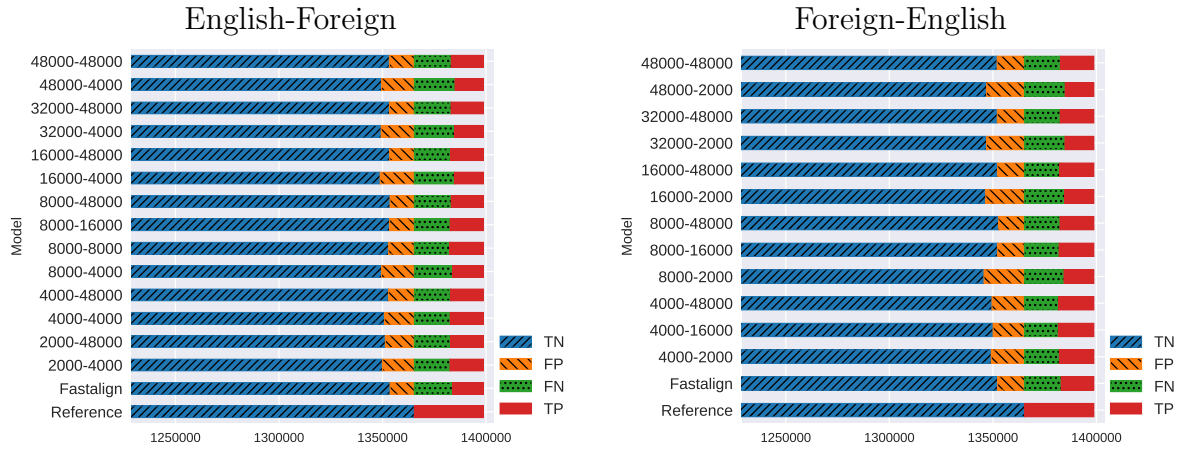 English-Foreign
48000-48000
48000-4000
32000-48000
32000-4000
16000-48000
16000-4000
8000-48000
8000-16000
8000-8000
8000-4000
4000-48000
4000-4000
2000-48000
2000-4000
Fastalign
Reference
Model
1250000 1300000 1350000 1400000
TN
FP
FN
TP
Foreign-English
48000-48000
48000-2000
32000-48000
32000-2000
16000-48000
16000-2000
8000-48000
8000-16000
8000-2000
4000-48000
4000-16000
4000-2000
Fastalign
Reference
Model
1250000 1300000 1350000 1400000
TN
FP
FN
TP